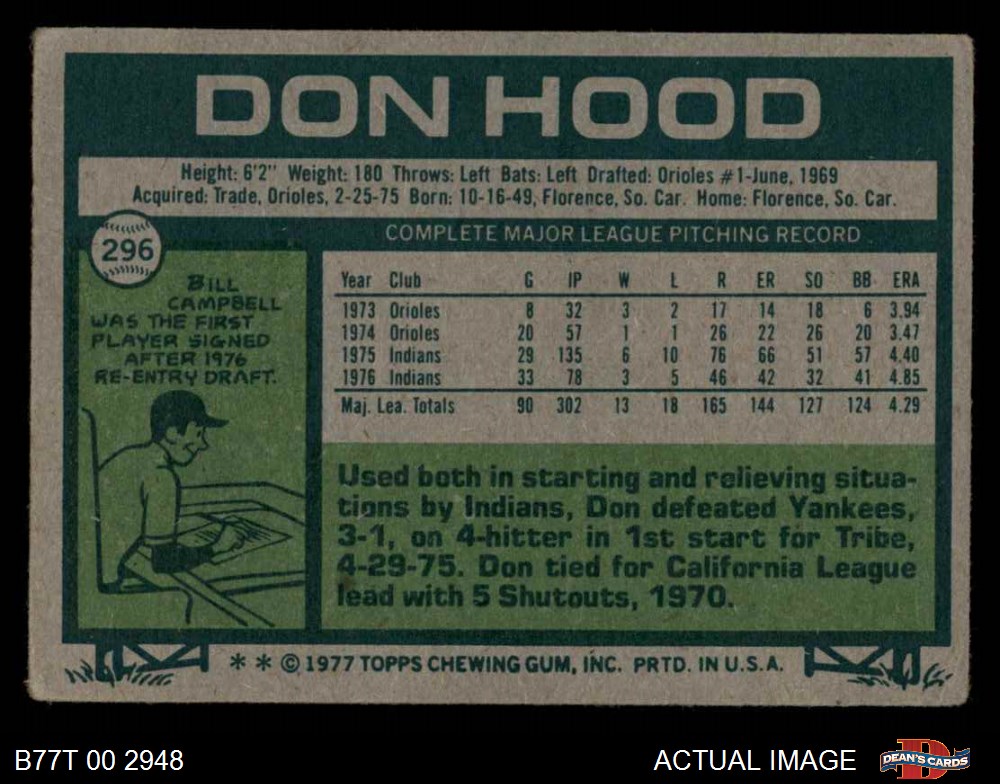 DON HOOD
Height: 6'2" Weight: 180 Throws: Left Bats: Left Drafted: Orioles #1-June, 1969
Acquired: Trade, Orioles, 2-25-75 Born: 10-16-49, Florence, So. Car. Home: Florence, So. Car.
296
BILL
CAMPBELL
WAS THE FIRST
PLAYER SIGNED
AFTER 1976
RE-ENTRY DRAFT.
COMPLETE MAJOR LEAGUE PITCHING RECORD
Year Club G IP W L R ER SO BB ERA
1973 Orioles 8 32 3 2 17 14 18 6 3.94
1974 Orioles 20 57 1 1 26 22 26 20 3.47
1975 Indians 29 135 6 10 76 66 51 57 4.40
1976 Indians 33 78 3 5 46 42 32 41 4.85
Maj. Lea. Totals 90 302 13 18 165 144 127 124 4.29
Used both in starting and relieving situa-
tions by Indians, Don defeated Yankees,
3-1, on 4-hitter in 1st start for Tribe,
4-29-75. Don tied for California League
lead with 5 Shutouts, 1970.
* * © 1977 TOPPS CHEWING GUM, INC. PRTD. IN U.S.A.
B77T 00 2948
ACTUAL IMAGE
DEAN'S CARDS